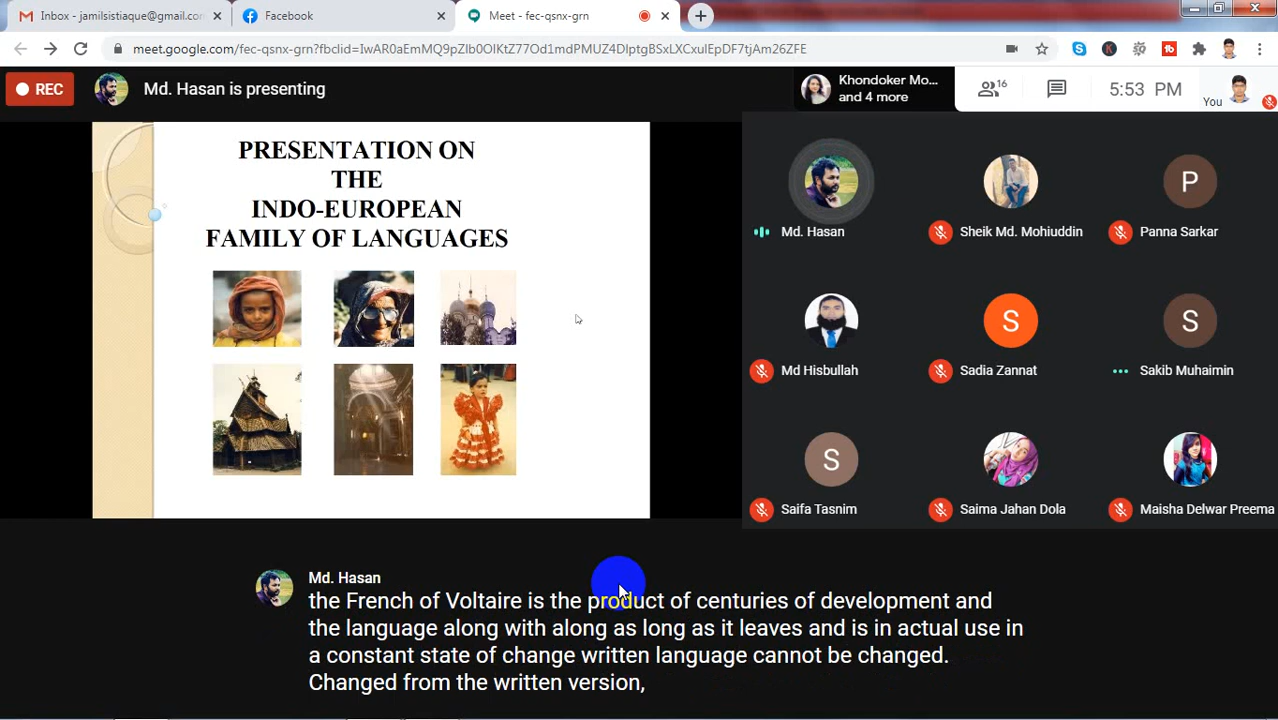 Inbox - jamilsistiaque@gmail.con
Facebook
Meet - fec-qsnx-grn
meet.google.com/fec-qsnx-grn?fbclid=IwAR0aEmMQ9pZIb0OIKtZ77Od1mdPMUZ4DIptgBSxLXCxulEpDF7tjAm26ZFE
REC
Md. Hasan is presenting
Khondoker Mo...
and 4 more
16
5:53 PM
You
PRESENTATION ON
THE
INDO-EUROPEAN
FAMILY OF LANGUAGES
Md. Hasan
Sheik Md. Mohiuddin
P
Panna Sarkar
Md Hisbullah
S
Sadia Zannat
S
Sakib Muhaimin
S
Saifa Tasnim
Saima Jahan Dola
Maisha Delwar Preema
Md. Hasan
the French of Voltaire is the product of centuries of development and
the language along with along as long as it leaves and is in actual use in
a constant state of change written language cannot be changed.
Changed from the written version,